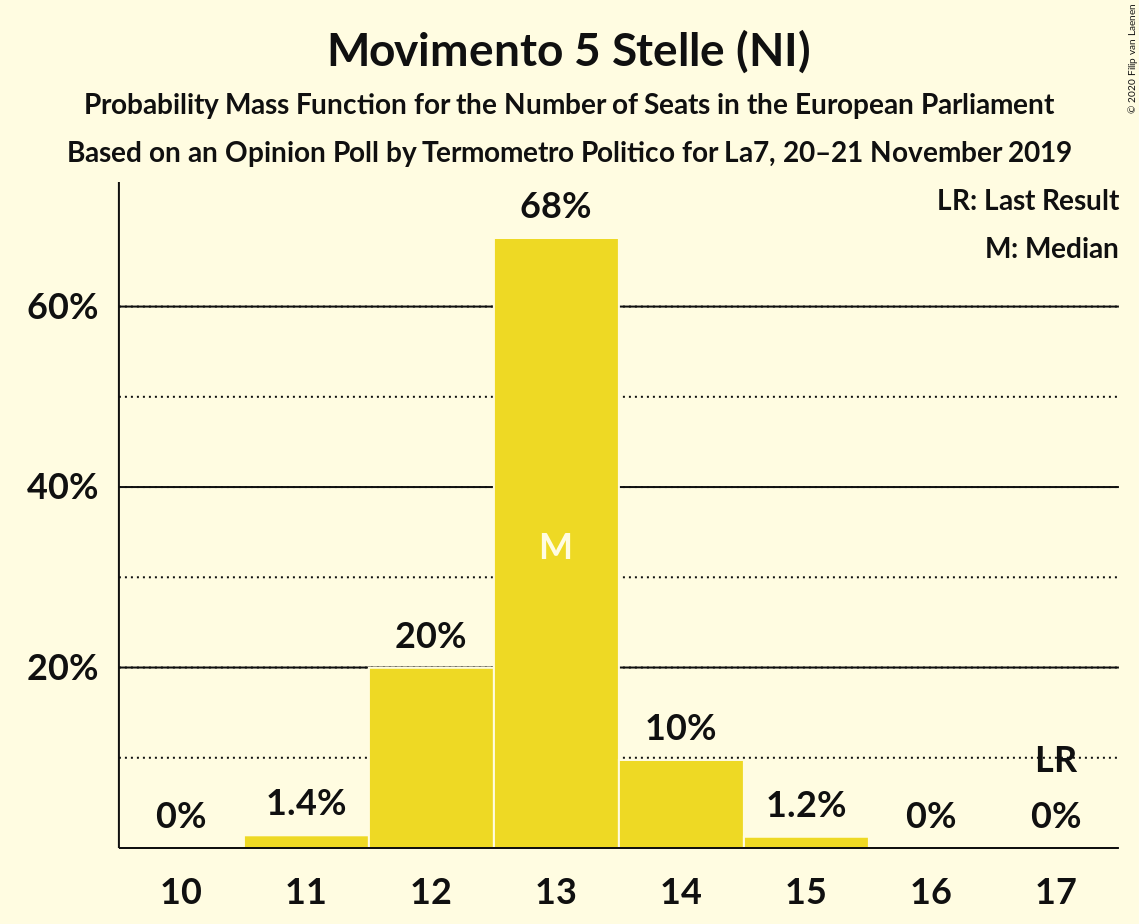 Movimento 5 Stelle (NI)
Probability Mass Function for the Number of Seats in the European Parliament
Based on an Opinion Poll by Termometro Politico for La7, 20–21 November 2019
© 2020 Filip van Laenen
LR: Last Result
M: Median
68%
60%
40%
M
20%
20%
10%
LR
0%
1.4%
1.2%
0%
0%
10 11 12 13 14 15 16 17